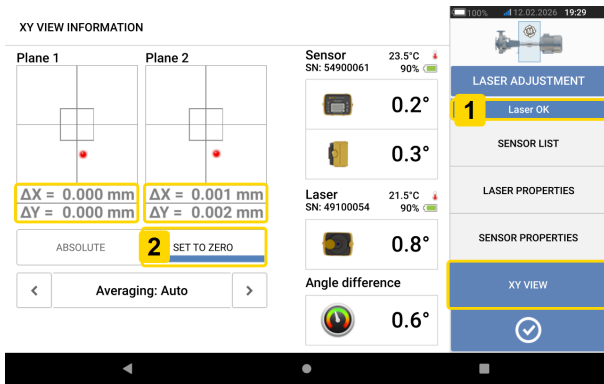 100% 12.02.2026 19:29
XY VIEW INFORMATION
Plane 1
Plane 2
ΔX = 0.000 mm
ΔY = 0.000 mm
ΔX = 0.001 mm
ΔY = 0.002 mm
ABSOLUTE
2
SET TO ZERO
Averaging: Auto
Sensor 23.5°C
SN: 54900061 90%
0.2°
0.3°
Laser 21.5°C
SN: 49100054 90%
0.8°
Angle difference
0.6°
LASER ADJUSTMENT
1
Laser OK
SENSOR LIST
LASER PROPERTIES
SENSOR PROPERTIES
XY VIEW